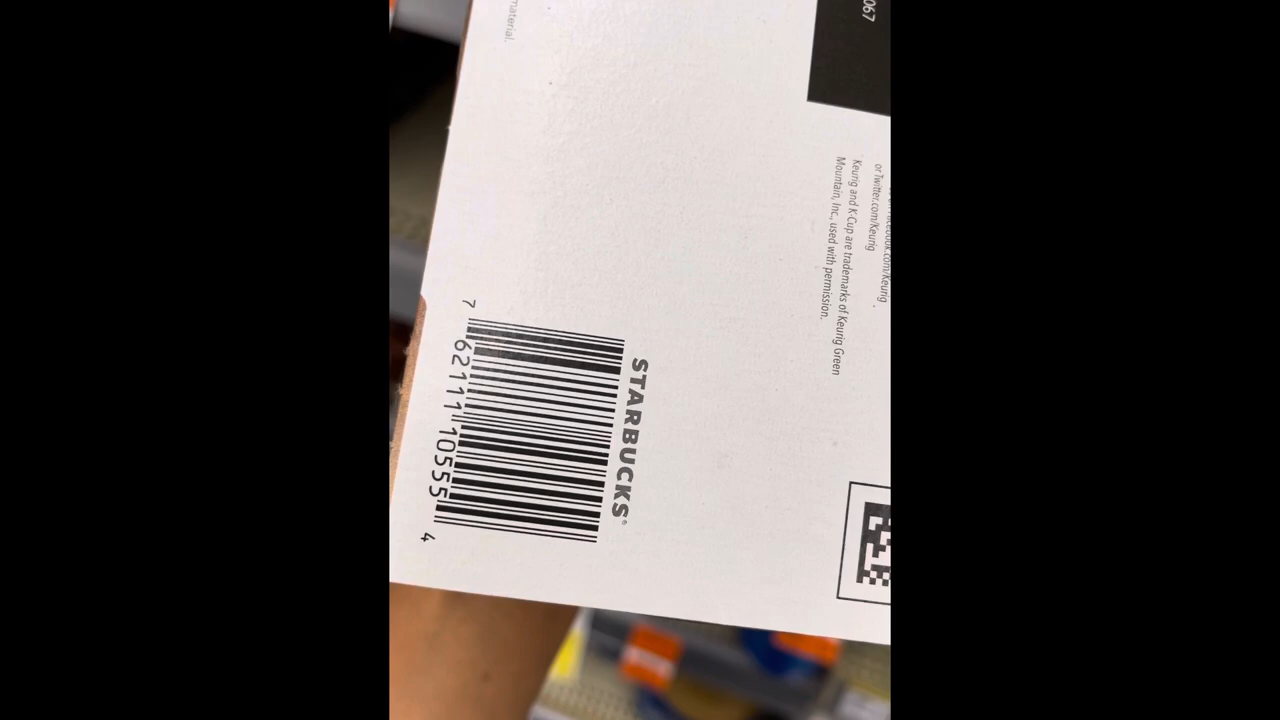 material.
067
or Twitter.com/Keurig
Keurig and K-Cup are trademarks of Keurig Green
Mountain, Inc., used with permission.
STARBUCKS®
7 62111 10555 4